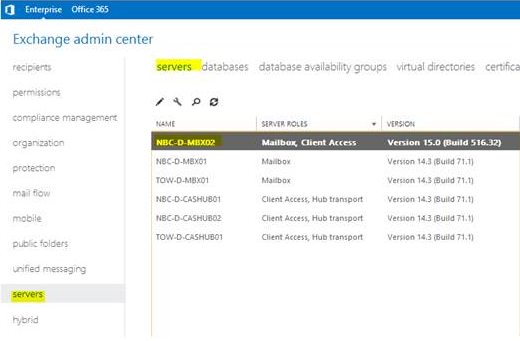 Enterprise Office 365
Exchange admin center
recipients
permissions
compliance management
organization
protection
mail flow
mobile
public folders
unified messaging
servers
hybrid
servers databases database availability groups virtual directories certifica
NAME SERVER ROLES VERSION
NBC-D-MBX02 Mailbox, Client Access Version 15.0 (Build 516.32)
NBC-D-MBX01 Mailbox Version 14.3 (Build 71.1)
TOW-D-MBX01 Mailbox Version 14.3 (Build 71.1)
NBC-D-CASHUB01 Client Access, Hub transport Version 14.3 (Build 71.1)
NBC-D-CASHUB02 Client Access, Hub transport Version 14.3 (Build 71.1)
TOW-D-CASHUB01 Client Access, Hub transport Version 14.3 (Build 71.1)